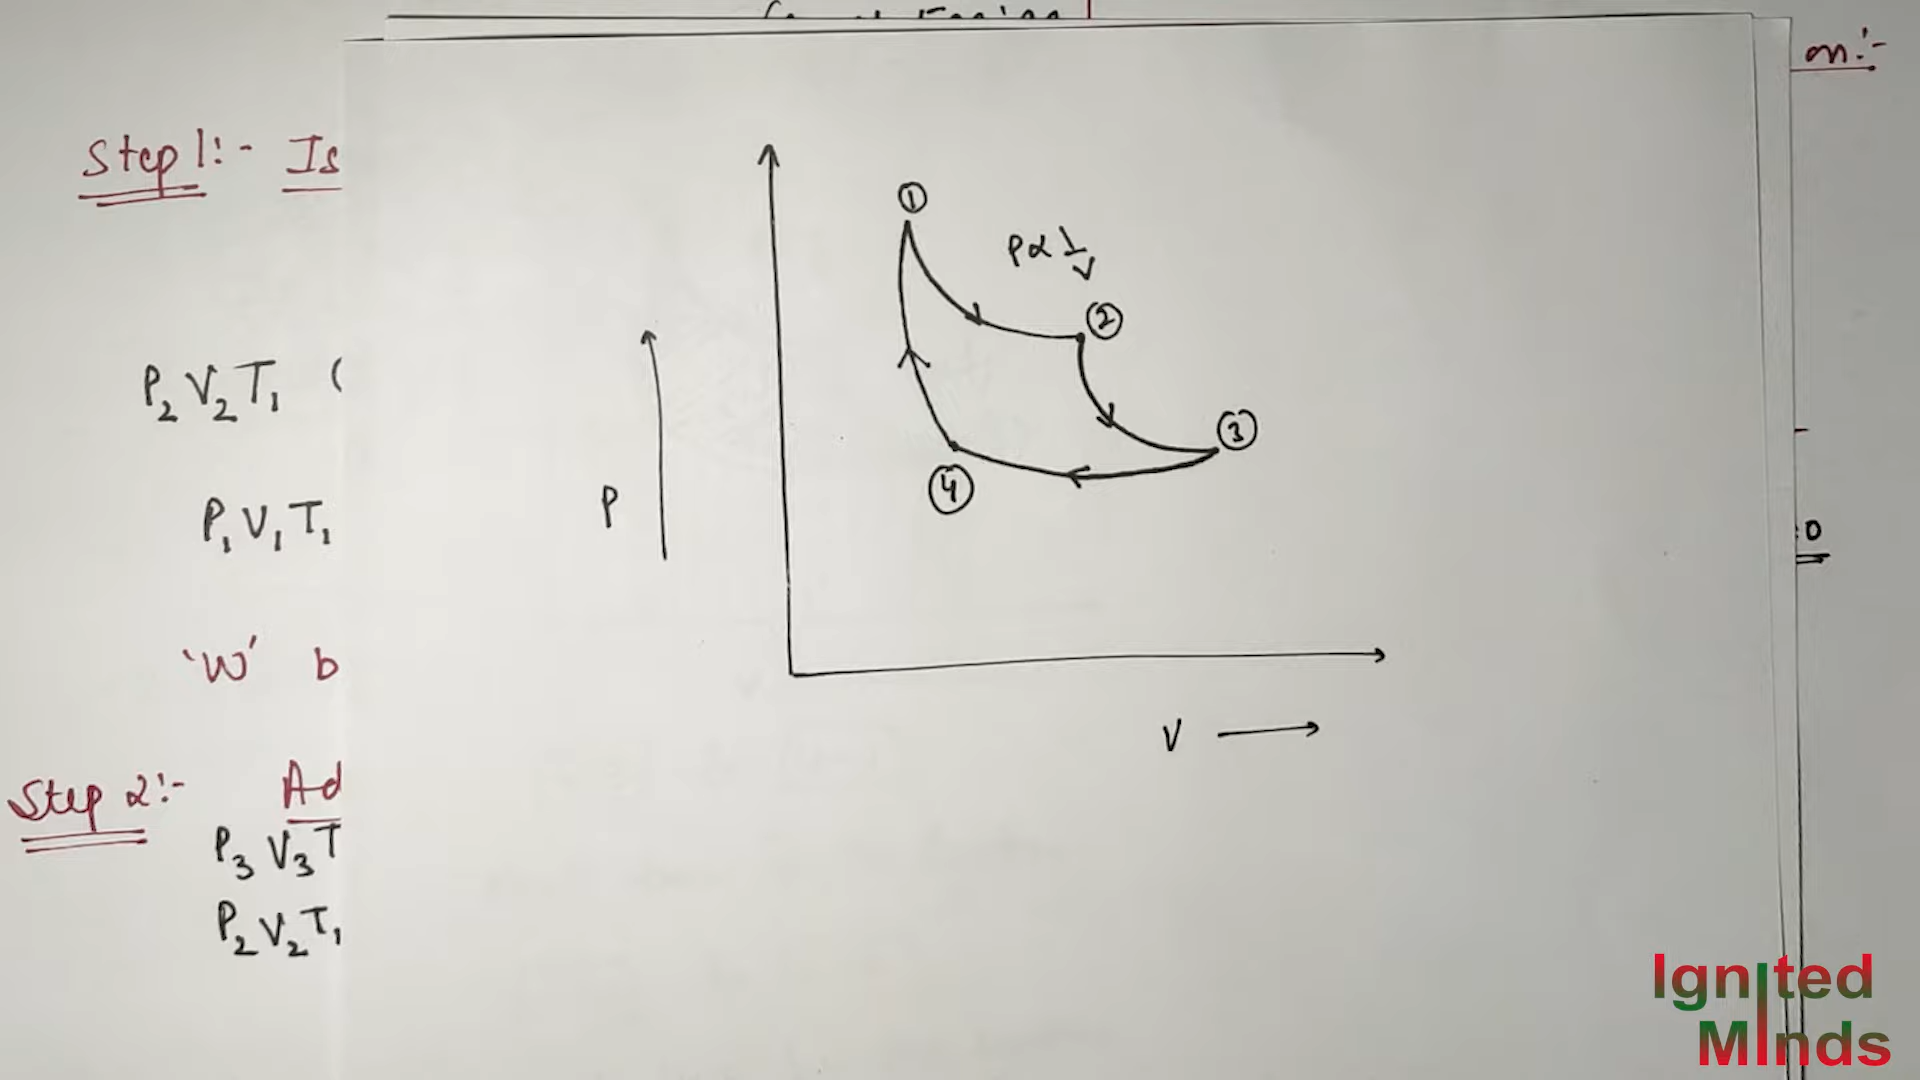 m:-
Step 1:- Is
①
P ∝ 1/V
②
P₂ V₂ T₁ (
③
④
P
P₁ V₁ T₁
0
'W' b
V
Step 2:- Ad
P₃ V₃ T
P₂ V₂ T₁
Ignited
Minds